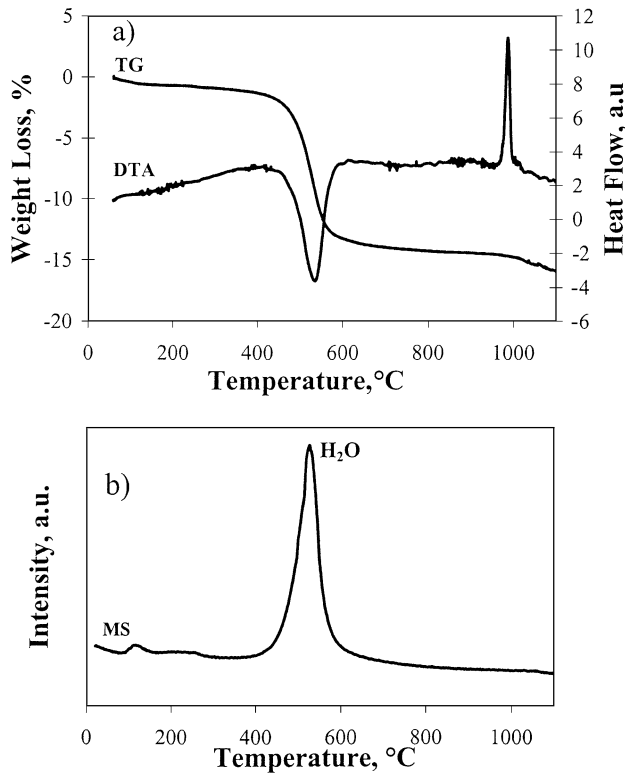 a)
TG
DTA
5
0
-5
-10
-15
-20
Weight Loss, %
12
10
8
6
4
2
0
-2
-4
-6
Heat Flow, a.u
0 200 400 600 800 1000
Temperature,°C
b)
H₂O
MS
Intensity, a.u.
0 200 400 600 800 1000
Temperature, °C